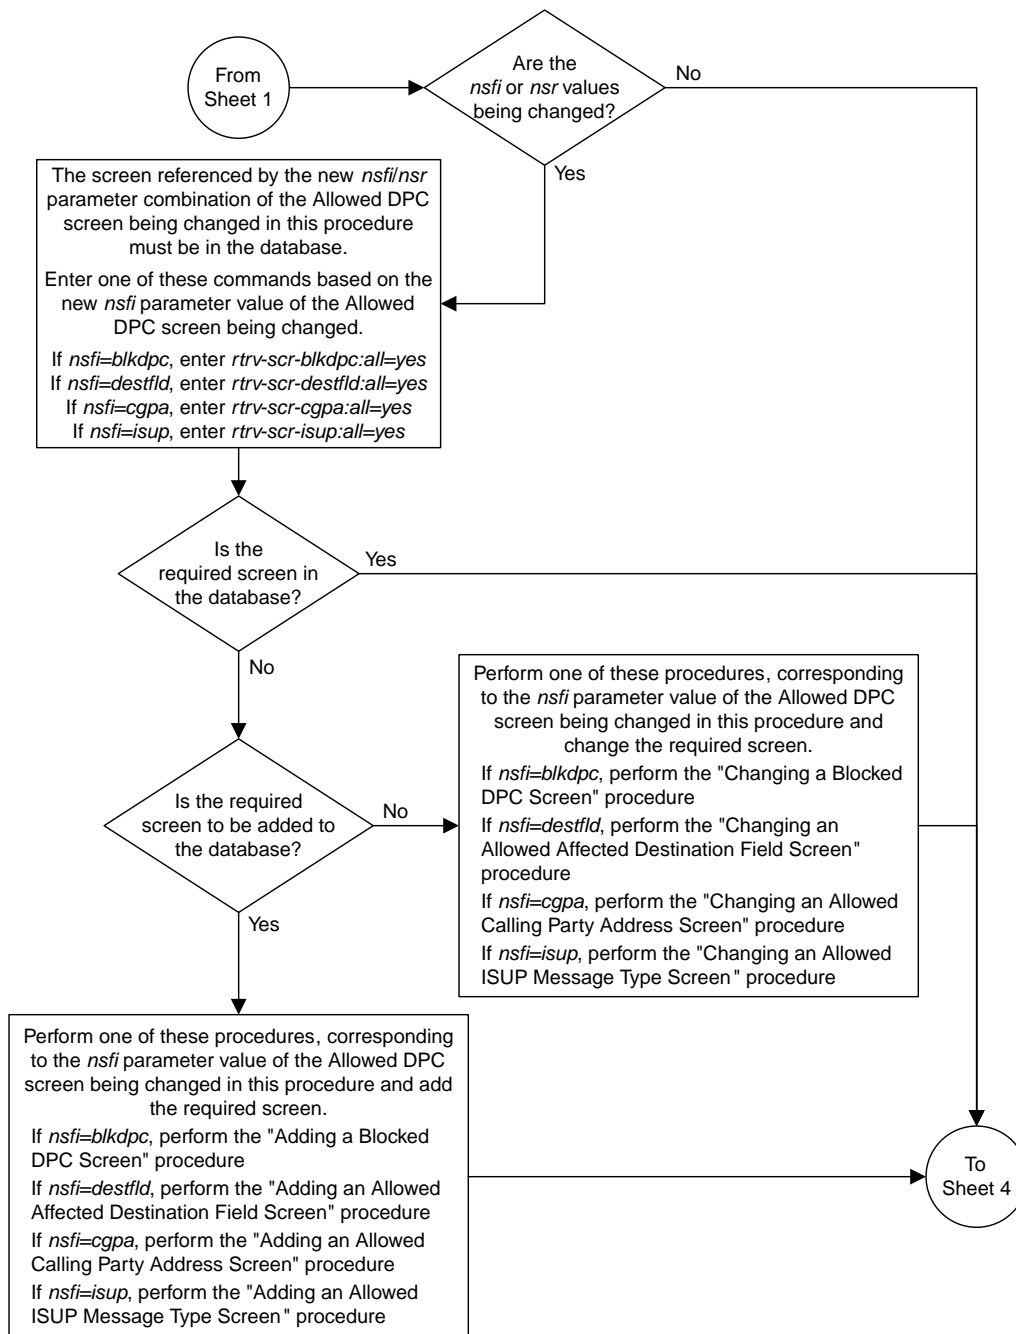 From
Sheet 1
Are the
nsfi or nsr values
being changed?
No
Yes
The screen referenced by the new nsfi/nsr
parameter combination of the Allowed DPC
screen being changed in this procedure
must be in the database.
Enter one of these commands based on the
new nsfi parameter value of the Allowed
DPC screen being changed.
If nsfi=blkdpc, enter rtrv-scr-blkdpc:all=yes
If nsfi=destfld, enter rtrv-scr-destfld:all=yes
If nsfi=cgpa, enter rtrv-scr-cgpa:all=yes
If nsfi=isup, enter rtrv-scr-isup:all=yes
Is the
required screen in
the database?
Yes
No
Is the required
screen to be added to
the database?
No
Yes
Perform one of these procedures, corresponding
to the nsfi parameter value of the Allowed DPC
screen being changed in this procedure and
change the required screen.
If nsfi=blkdpc, perform the "Changing a Blocked
DPC Screen" procedure
If nsfi=destfld, perform the "Changing an
Allowed Affected Destination Field Screen"
procedure
If nsfi=cgpa, perform the "Changing an Allowed
Calling Party Address Screen" procedure
If nsfi=isup, perform the "Changing an Allowed
ISUP Message Type Screen" procedure
Perform one of these procedures, corresponding
to the nsfi parameter value of the Allowed DPC
screen being changed in this procedure and add
the required screen.
If nsfi=blkdpc, perform the "Adding a Blocked
DPC Screen" procedure
If nsfi=destfld, perform the "Adding an Allowed
Affected Destination Field Screen" procedure
If nsfi=cgpa, perform the "Adding an Allowed
Calling Party Address Screen" procedure
If nsfi=isup, perform the "Adding an Allowed
ISUP Message Type Screen" procedure
To
Sheet 4